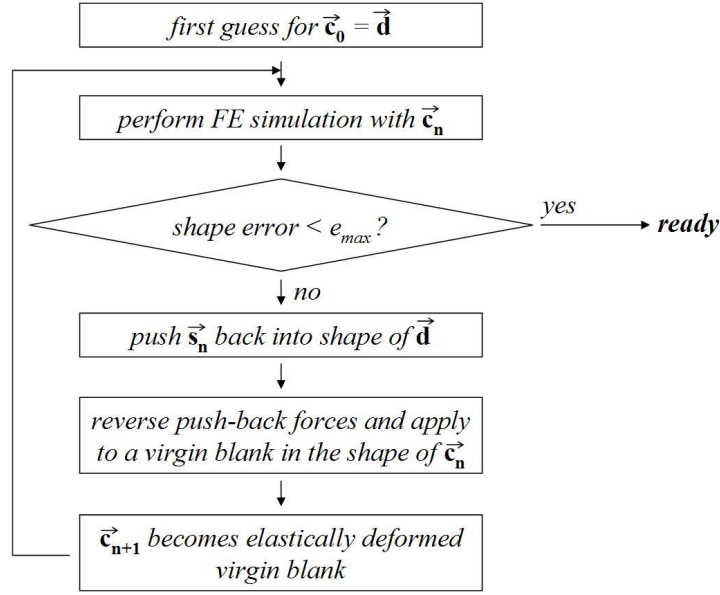 first guess for c⃗₀ = d⃗
perform FE simulation with c⃗ₙ
shape error < eₘₐₓ?
yes
ready
no
push s⃗ₙ back into shape of d⃗
reverse push-back forces and apply
to a virgin blank in the shape of c⃗ₙ
c⃗ₙ₊₁ becomes elastically deformed
virgin blank